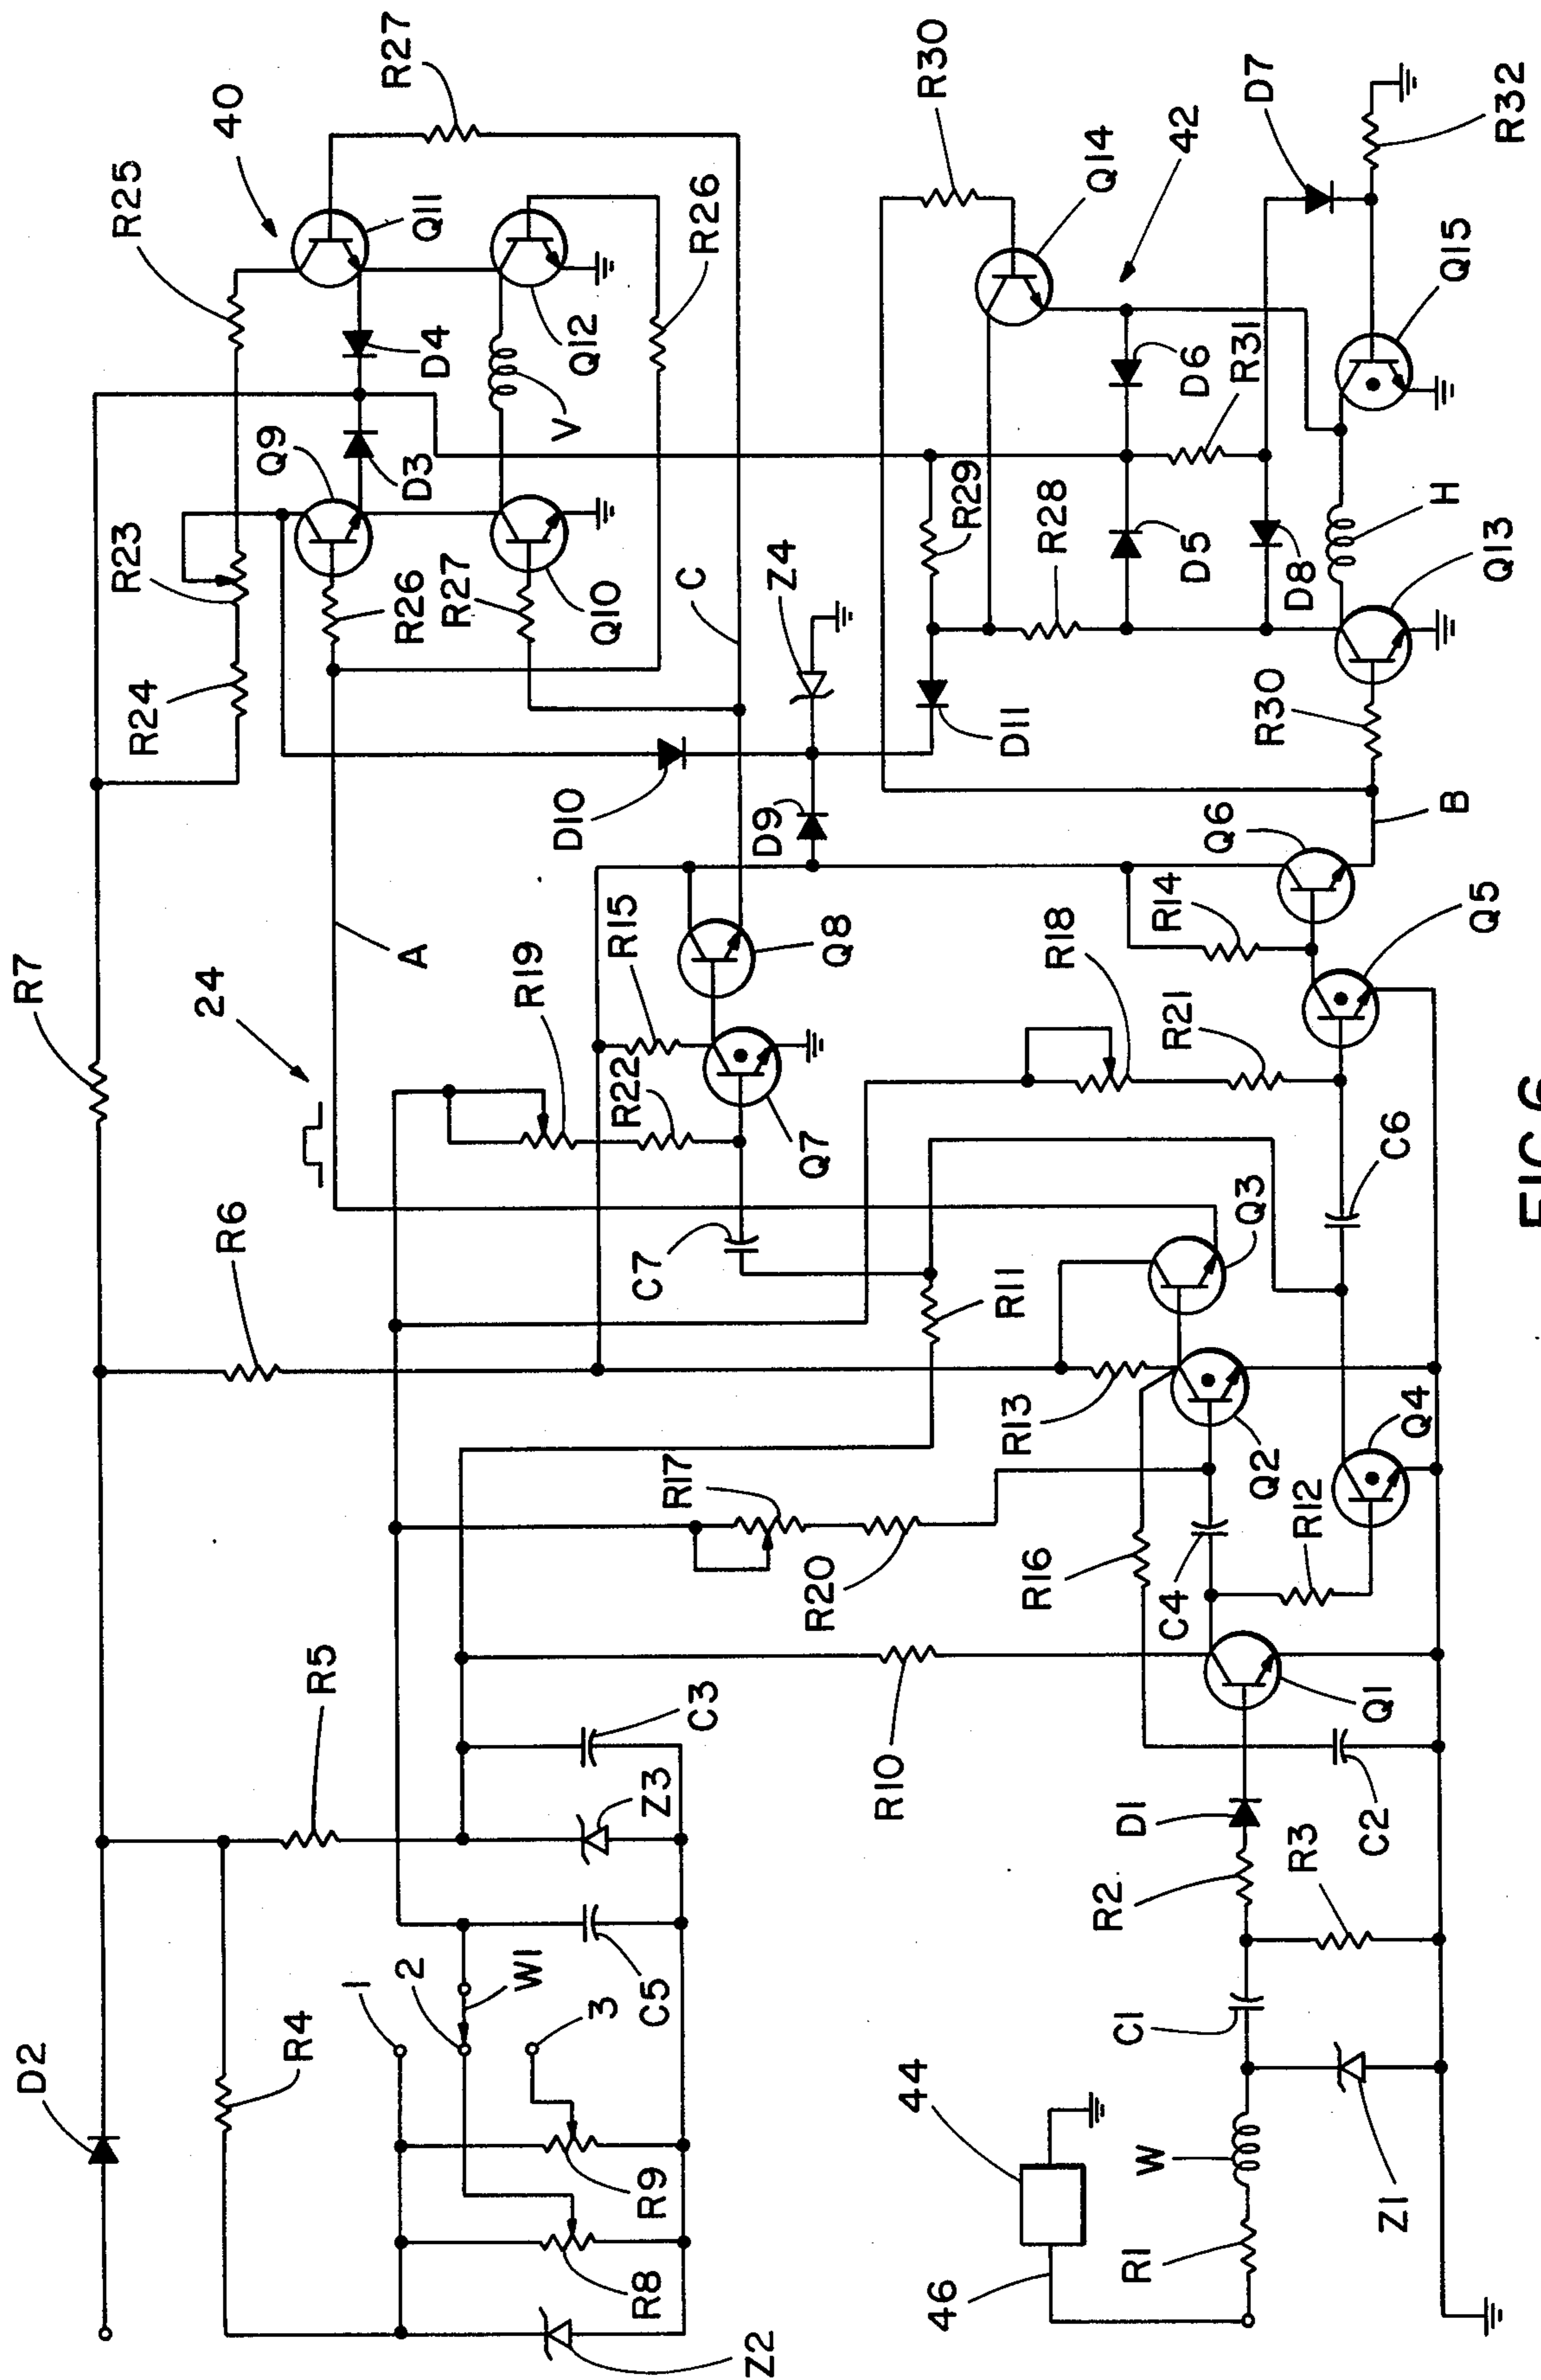 D2
R7
R6
24
R5
R4
1
2
W1
3
C5
Z3
C3
R9
R8
Z2
40
R25
R27
Q11
R23
R24
Q9
D4
D3
R26
R27
Q10
V
Q12
R26
A
C
R19
R22
R15
Q8
Q7
C7
D10
D9
Z4
R30
Q14
42
R29
D11
R28
D6
D5
R31
D7
D8
H
Q13
Q15
R32
R30
B
Q6
R14
Q5
R18
R21
C6
R17
R20
R11
R13
Q3
Q2
R16
C4
R12
Q4
R10
Q1
D1
R2
R3
C2
C1
44
46
W
R1
Z1
FIG.6